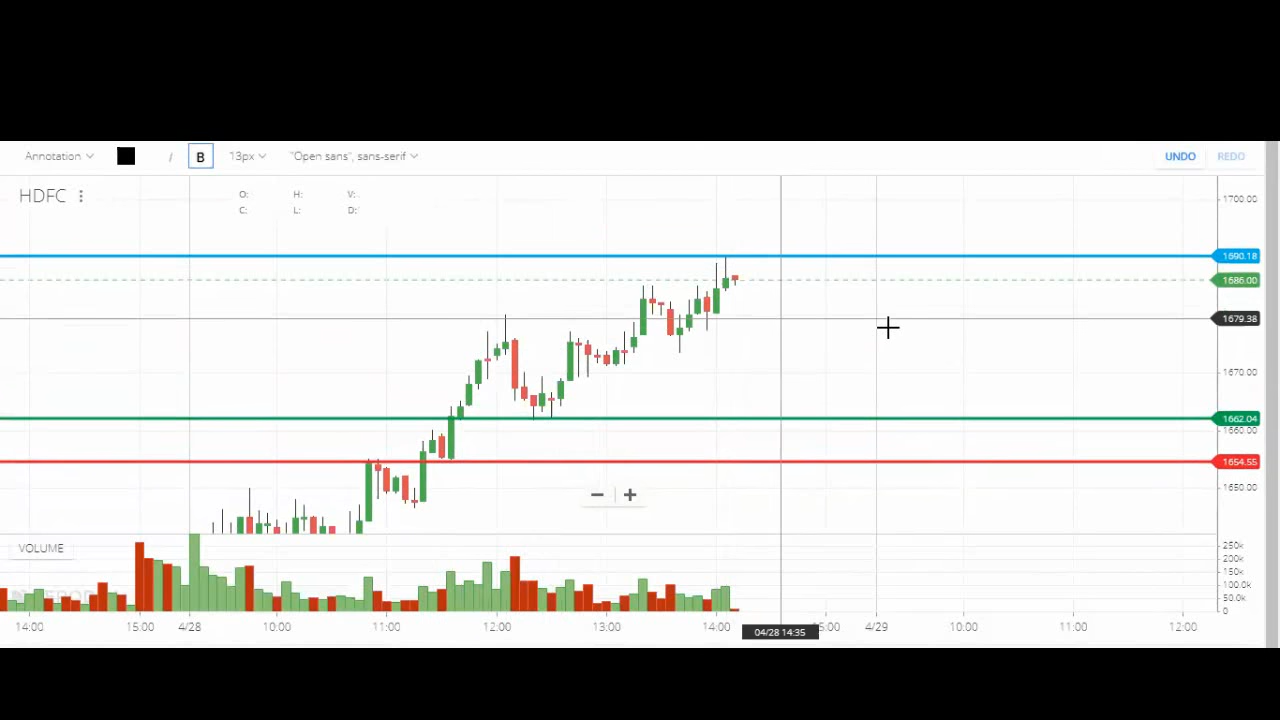 Annotation
I
B
13px
"Open sans", sans-serif
UNDO
REDO
HDFC
O:
H:
V:
C:
L:
D:
1700.00
1690.18
1686.00
1679.38
1670.00
1662.04
1660.00
1654.55
1650.00
VOLUME
250k
200k
150k
100.0k
50.0k
0
14:00
15:00
4/28
10:00
11:00
12:00
13:00
14:00
04/28 14:35
4/29
10:00
11:00
12:00